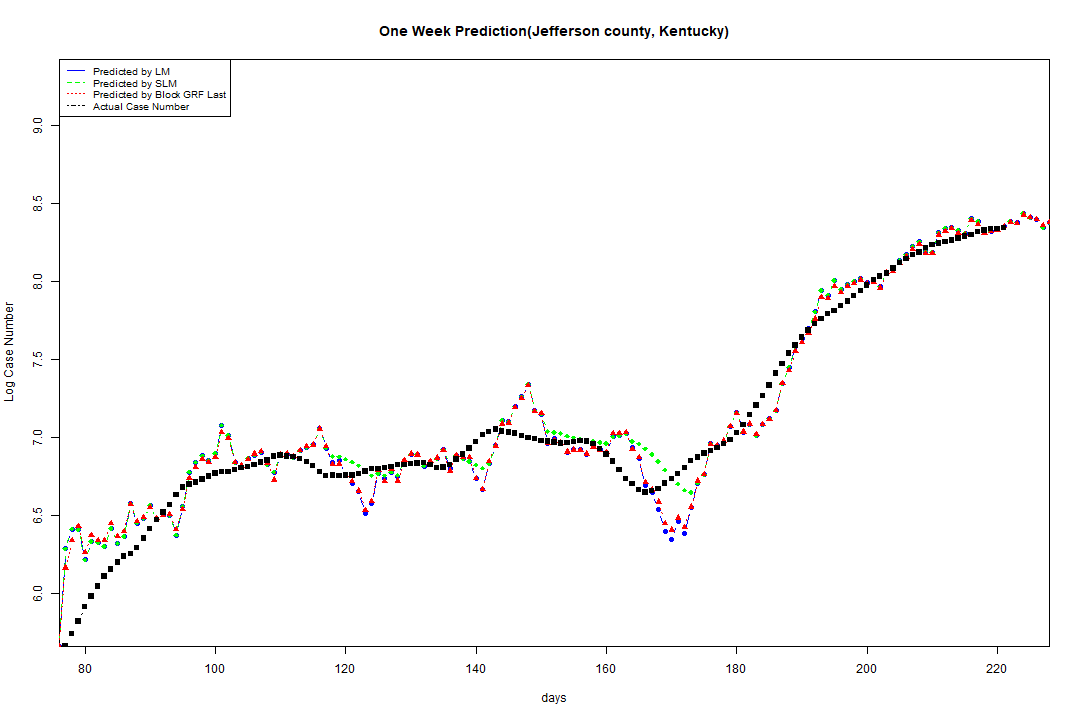 One Week Prediction(Jefferson county, Kentucky)
Predicted by LM
Predicted by SLM
Predicted by Block GRF Last
Actual Case Number
9.0
8.5
8.0
7.5
7.0
6.5
6.0
Log Case Number
80 100 120 140 160 180 200 220
days